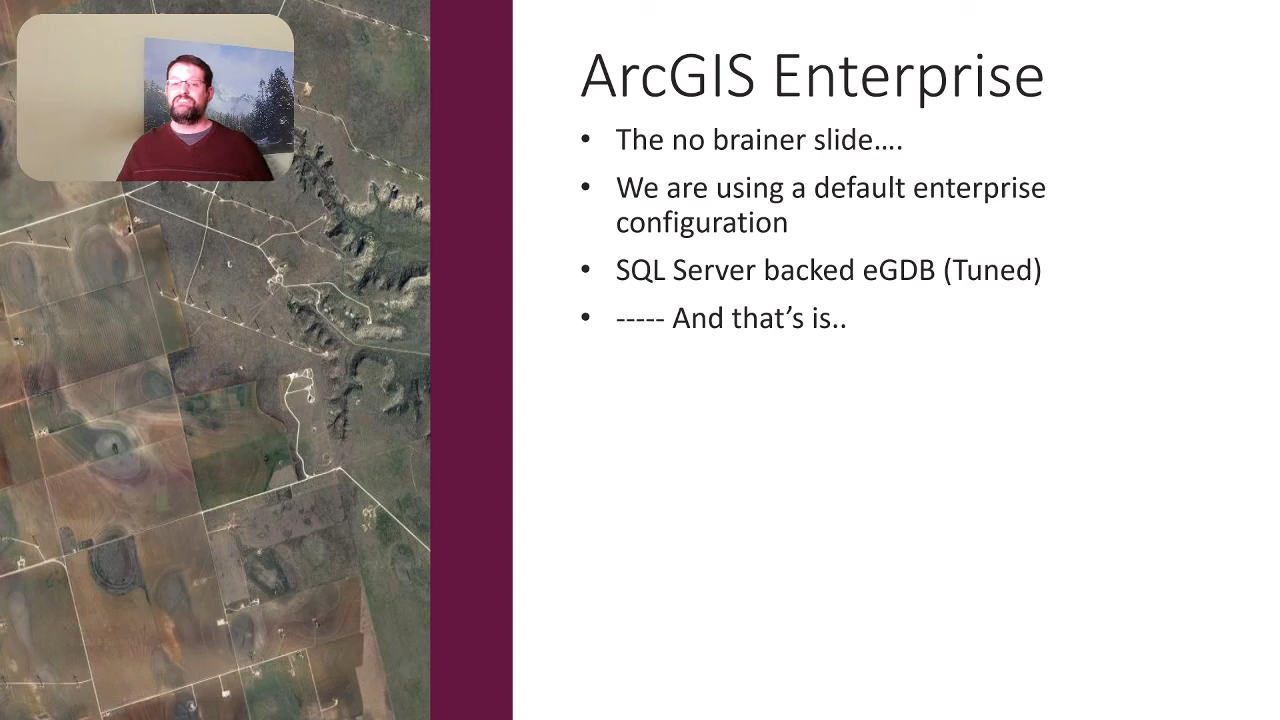 ArcGIS Enterprise
• The no brainer slide….
• We are using a default enterprise
configuration
• SQL Server backed eGDB (Tuned)
• ----- And that’s is..